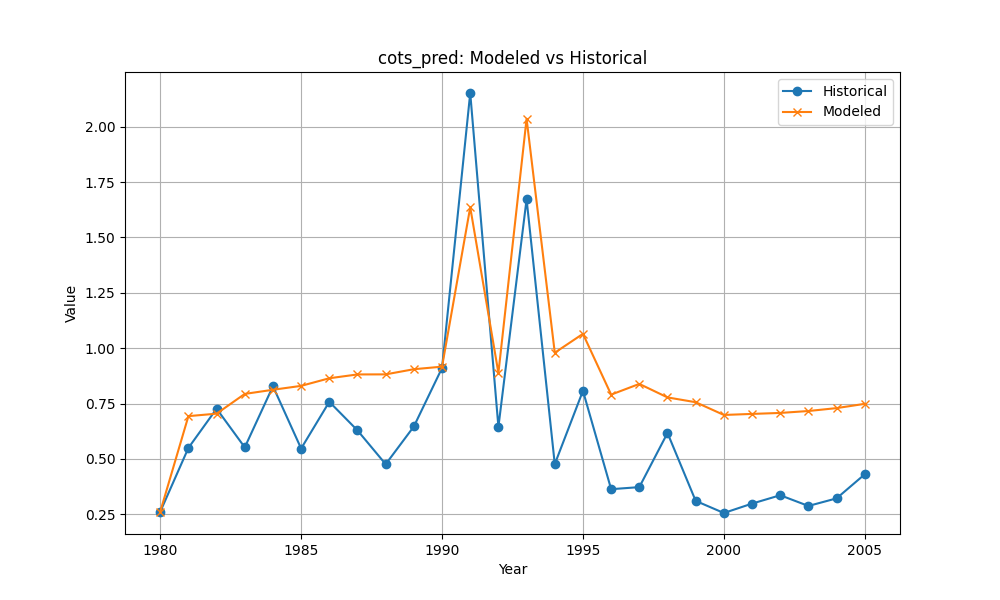 cots_pred: Modeled vs Historical
Historical
Modeled
Value
2.00
1.75
1.50
1.25
1.00
0.75
0.50
0.25
1980 1985 1990 1995 2000 2005
Year